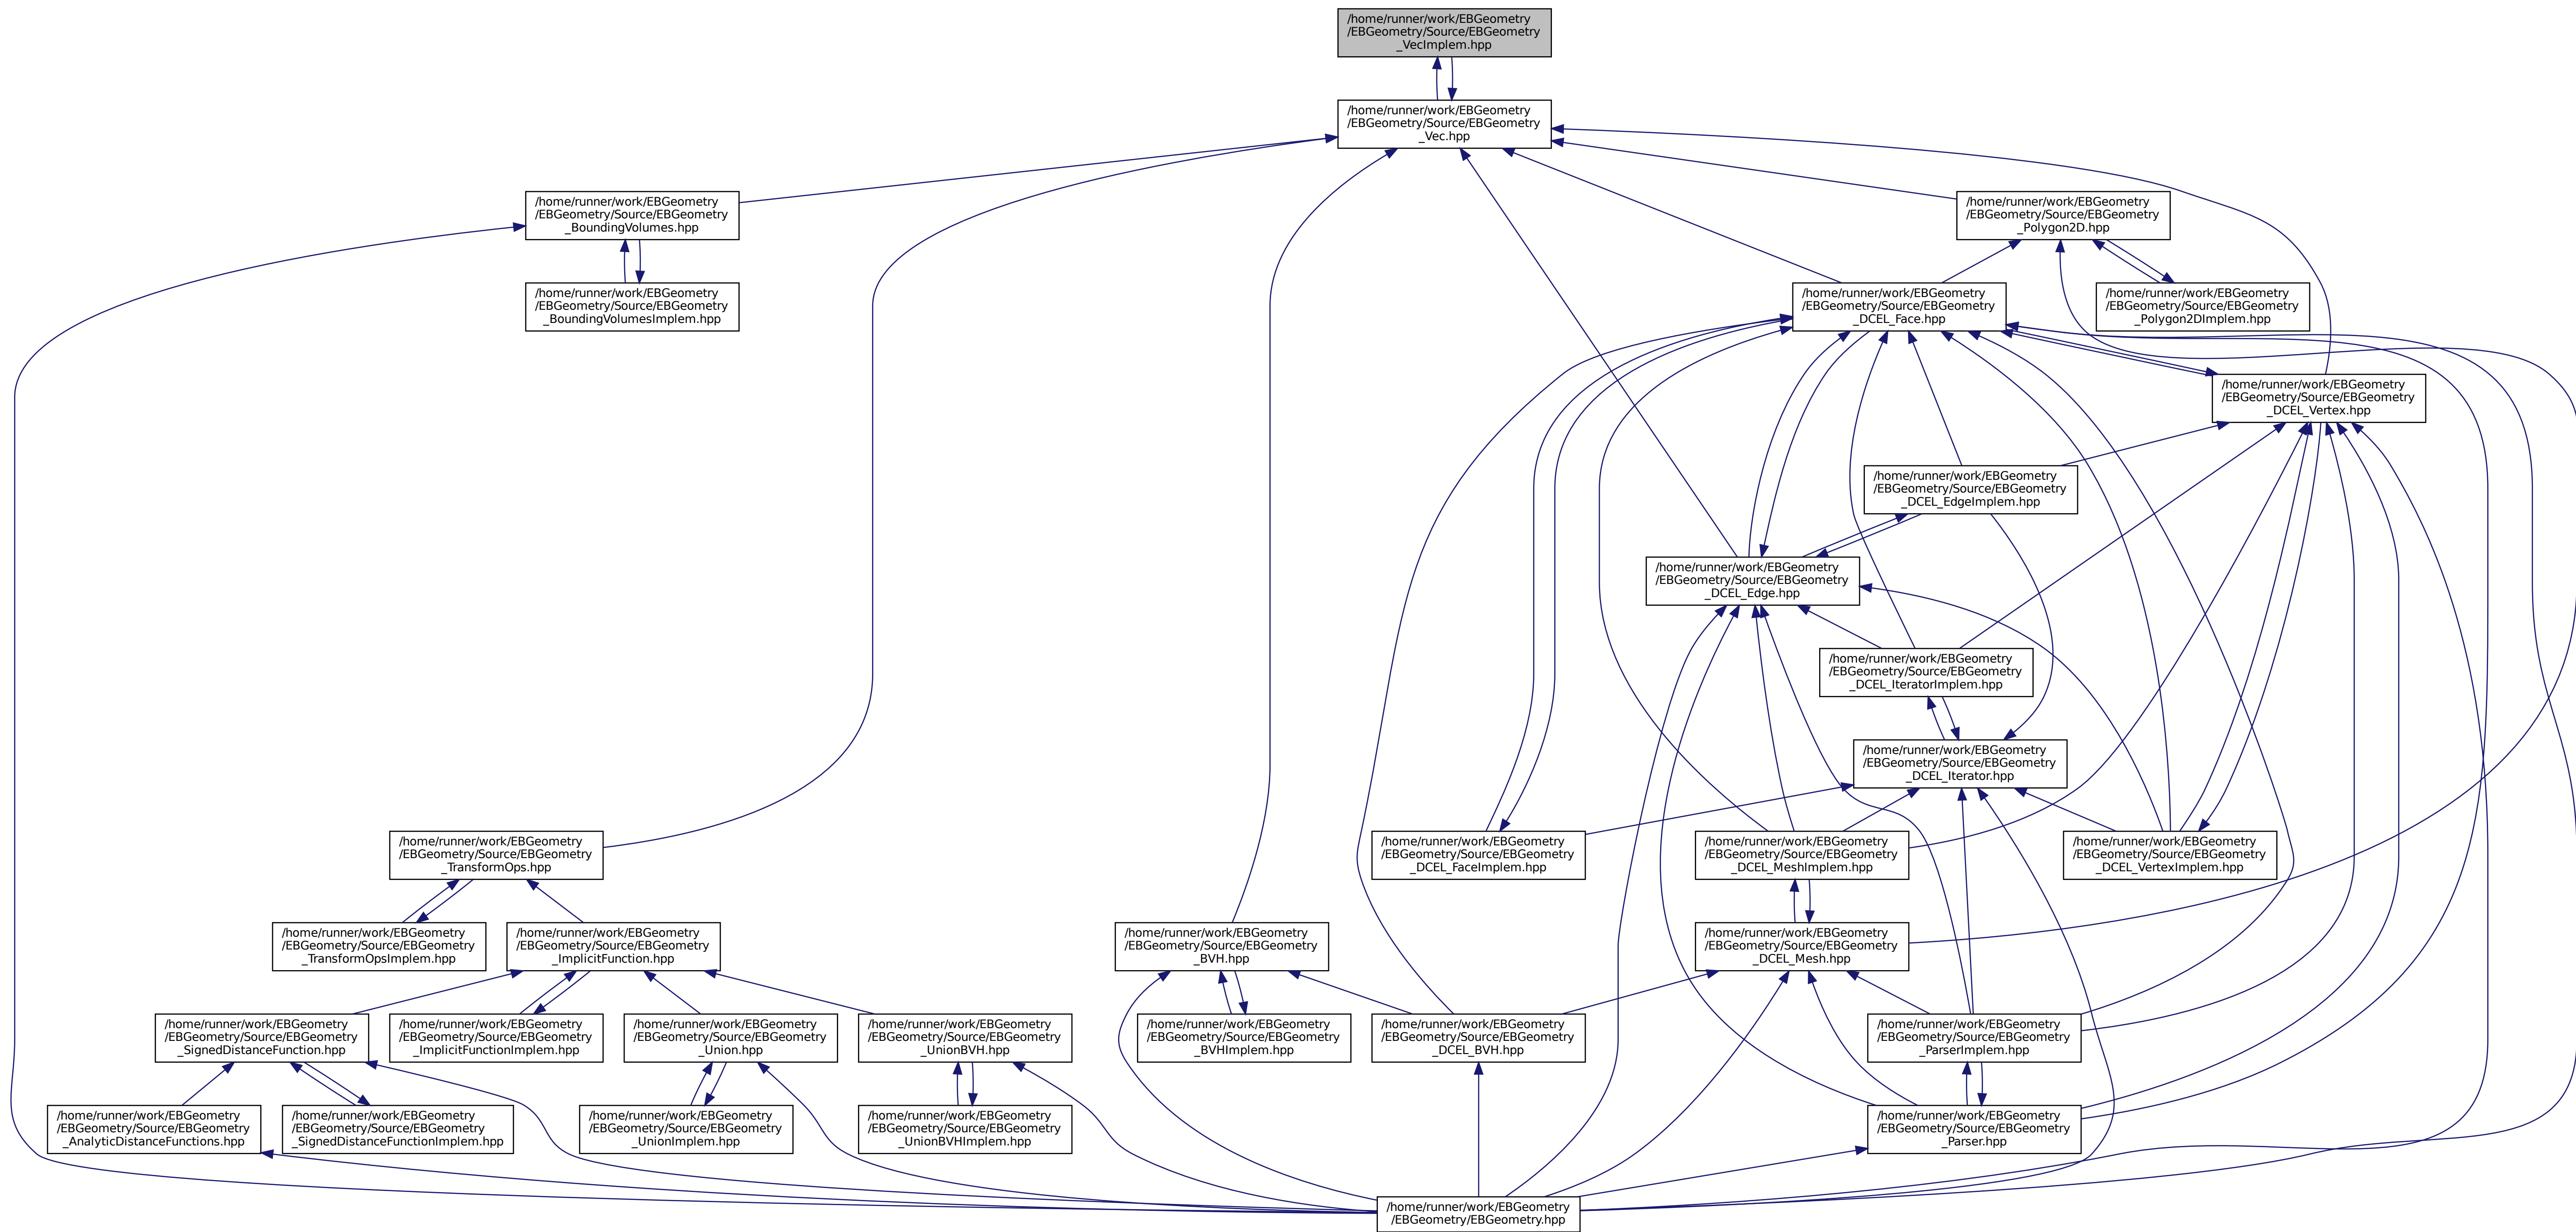 /home/runner/work/EBGeometry
/EBGeometry/Source/EBGeometry
_VecImplem.hpp
/home/runner/work/EBGeometry
/EBGeometry/Source/EBGeometry
_Vec.hpp
/home/runner/work/EBGeometry
/EBGeometry/Source/EBGeometry
_BoundingVolumes.hpp
/home/runner/work/EBGeometry
/EBGeometry/Source/EBGeometry
_Polygon2D.hpp
/home/runner/work/EBGeometry
/EBGeometry/Source/EBGeometry
_BoundingVolumesImplem.hpp
/home/runner/work/EBGeometry
/EBGeometry/Source/EBGeometry
_DCEL_Face.hpp
/home/runner/work/EBGeometry
/EBGeometry/Source/EBGeometry
_Polygon2DImplem.hpp
/home/runner/work/EBGeometry
/EBGeometry/Source/EBGeometry
_DCEL_Vertex.hpp
/home/runner/work/EBGeometry
/EBGeometry/Source/EBGeometry
_DCEL_EdgeImplem.hpp
/home/runner/work/EBGeometry
/EBGeometry/Source/EBGeometry
_DCEL_Edge.hpp
/home/runner/work/EBGeometry
/EBGeometry/Source/EBGeometry
_DCEL_IteratorImplem.hpp
/home/runner/work/EBGeometry
/EBGeometry/Source/EBGeometry
_DCEL_Iterator.hpp
/home/runner/work/EBGeometry
/EBGeometry/Source/EBGeometry
_TransformOps.hpp
/home/runner/work/EBGeometry
/EBGeometry/Source/EBGeometry
_DCEL_FaceImplem.hpp
/home/runner/work/EBGeometry
/EBGeometry/Source/EBGeometry
_DCEL_MeshImplem.hpp
/home/runner/work/EBGeometry
/EBGeometry/Source/EBGeometry
_DCEL_VertexImplem.hpp
/home/runner/work/EBGeometry
/EBGeometry/Source/EBGeometry
_TransformOpsImplem.hpp
/home/runner/work/EBGeometry
/EBGeometry/Source/EBGeometry
_ImplicitFunction.hpp
/home/runner/work/EBGeometry
/EBGeometry/Source/EBGeometry
_BVH.hpp
/home/runner/work/EBGeometry
/EBGeometry/Source/EBGeometry
_DCEL_Mesh.hpp
/home/runner/work/EBGeometry
/EBGeometry/Source/EBGeometry
_SignedDistanceFunction.hpp
/home/runner/work/EBGeometry
/EBGeometry/Source/EBGeometry
_ImplicitFunctionImplem.hpp
/home/runner/work/EBGeometry
/EBGeometry/Source/EBGeometry
_Union.hpp
/home/runner/work/EBGeometry
/EBGeometry/Source/EBGeometry
_UnionBVH.hpp
/home/runner/work/EBGeometry
/EBGeometry/Source/EBGeometry
_BVHImplem.hpp
/home/runner/work/EBGeometry
/EBGeometry/Source/EBGeometry
_DCEL_BVH.hpp
/home/runner/work/EBGeometry
/EBGeometry/Source/EBGeometry
_ParserImplem.hpp
/home/runner/work/EBGeometry
/EBGeometry/Source/EBGeometry
_AnalyticDistanceFunctions.hpp
/home/runner/work/EBGeometry
/EBGeometry/Source/EBGeometry
_SignedDistanceFunctionImplem.hpp
/home/runner/work/EBGeometry
/EBGeometry/Source/EBGeometry
_UnionImplem.hpp
/home/runner/work/EBGeometry
/EBGeometry/Source/EBGeometry
_UnionBVHImplem.hpp
/home/runner/work/EBGeometry
/EBGeometry/Source/EBGeometry
_Parser.hpp
/home/runner/work/EBGeometry
/EBGeometry/EBGeometry.hpp